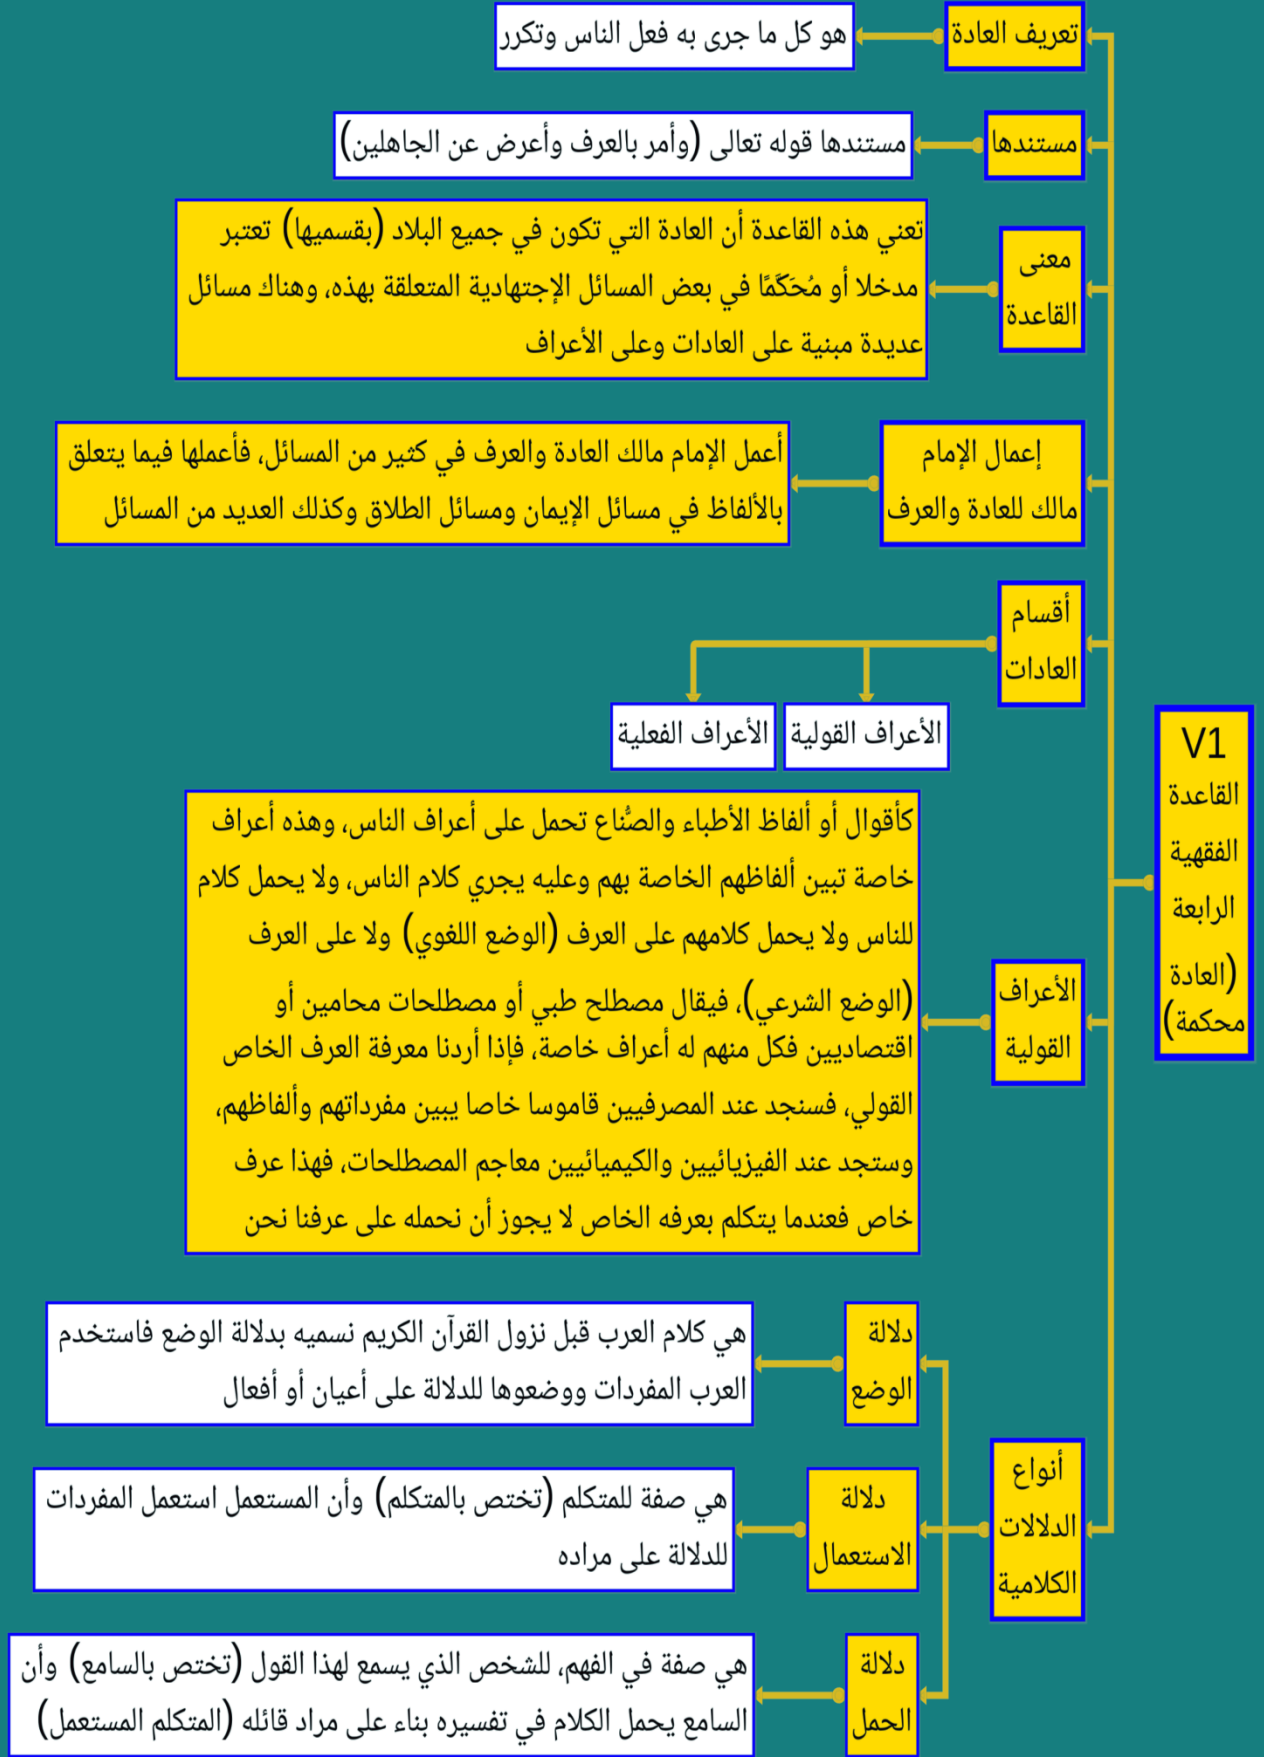 V1
القاعدة
الفقهية
الرابعة
(العادة
محكمة)
تعريف العادة
هو كل ما جرى به فعل الناس وتكرر
مستندها
مستندها قوله تعالى (وأمر بالعرف وأعرض عن الجاهلين)
معنى
القاعدة
تعني هذه القاعدة أن العادة التي تكون في جميع البلاد (بقسميها) تعتبر
مدخلا أو مُحَكَّمًا في بعض المسائل الإجتهادية المتعلقة بهذه، وهناك مسائل
عديدة مبنية على العادات وعلى الأعراف
إعمال الإمام
مالك للعادة والعرف
أعمل الإمام مالك العادة والعرف في كثير من المسائل، فأعملها فيما يتعلق
بالألفاظ في مسائل الإيمان ومسائل الطلاق وكذلك العديد من المسائل
أقسام
العادات
الأعراف القولية
الأعراف الفعلية
الأعراف
القولية
كأقوال أو ألفاظ الأطباء والصُّناع تحمل على أعراف الناس، وهذه أعراف
خاصة تبين ألفاظهم الخاصة بهم وعليه يجري كلام الناس، ولا يحمل كلام
للناس ولا يحمل كلامهم على العرف (الوضع اللغوي) ولا على العرف
(الوضع الشرعي)، فيقال مصطلح طبي أو مصطلحات محامين أو
اقتصاديين فكل منهم له أعراف خاصة، فإذا أردنا معرفة العرف الخاص
القولي، فسنجد عند المصرفيين قاموسا خاصا يبين مفرداتهم وألفاظهم،
وستجد عند الفيزيائيين والكيميائيين معاجم المصطلحات، فهذا عرف
خاص فعندما يتكلم بعرفه الخاص لا يجوز أن نحمله على عرفنا نحن
أنواع
الدلالات
الكلامية
دلالة
الوضع
هي كلام العرب قبل نزول القرآن الكريم نسميه بدلالة الوضع فاستخدم
العرب المفردات ووضعوها للدلالة على أعيان أو أفعال
دلالة
الاستعمال
هي صفة للمتكلم (تختص بالمتكلم) وأن المستعمل استعمل المفردات
للدلالة على مراده
دلالة
الحمل
هي صفة في الفهم، للشخص الذي يسمع لهذا القول (تختص بالسامع) وأن
السامع يحمل الكلام في تفسيره بناء على مراد قائله (المتكلم المستعمل)